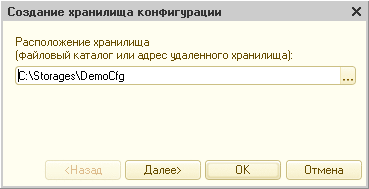 Создание хранилища конфигурации
Расположение хранилища
(Файловый каталог или адрес удаленного хранилища):
C:\Storages\DemoCfg
...
<Назад Далее> OK Отмена